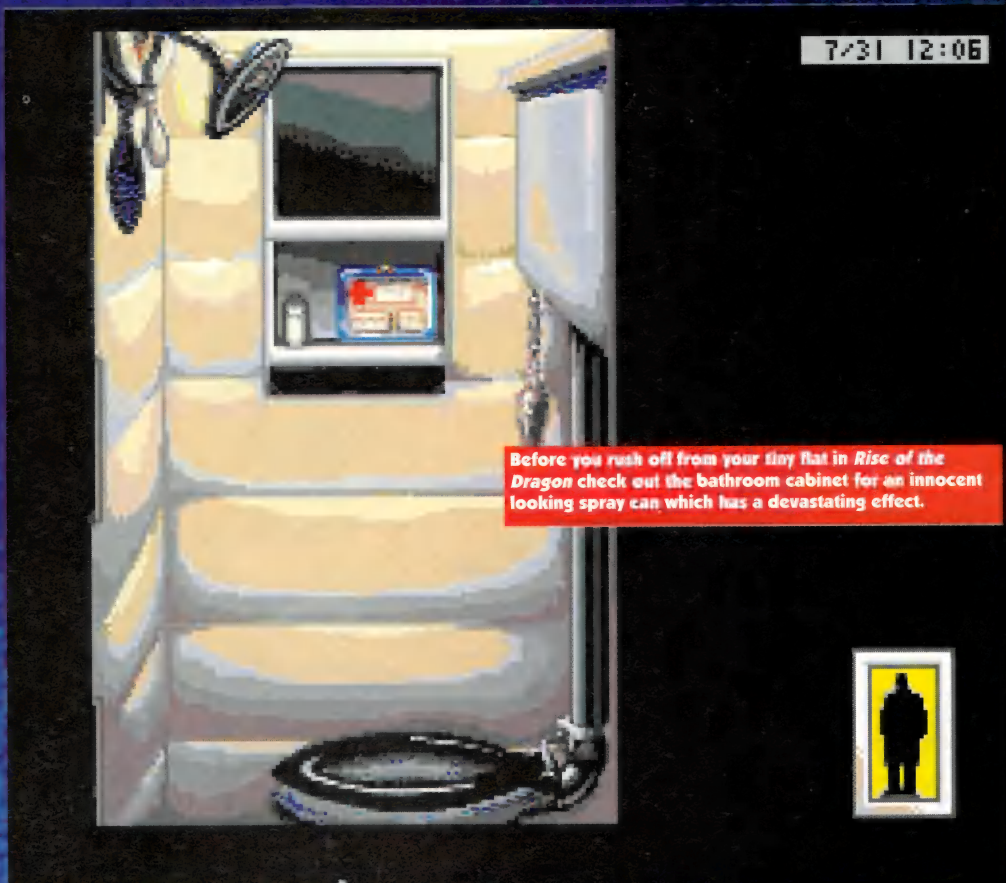 7/31 12:06
Before you rush off from your tiny flat in Rise of the
Dragon check out the bathroom cabinet for an innocent
looking spray can which has a devastating effect.